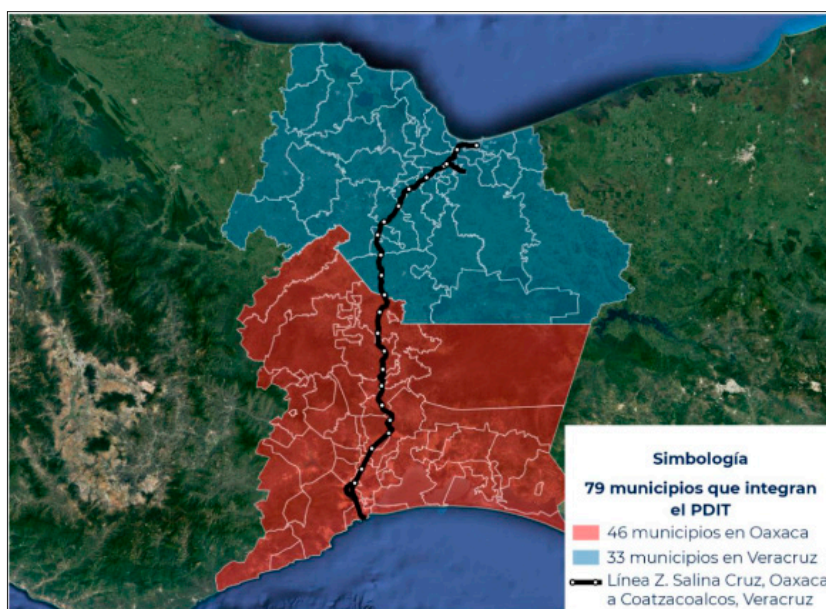 Simbología
79 municipios que integran
el PDIT
46 municipios en Oaxaca
33 municipios en Veracruz
Línea Z. Salina Cruz, Oaxaca
a Coatzacoalcos, Veracruz